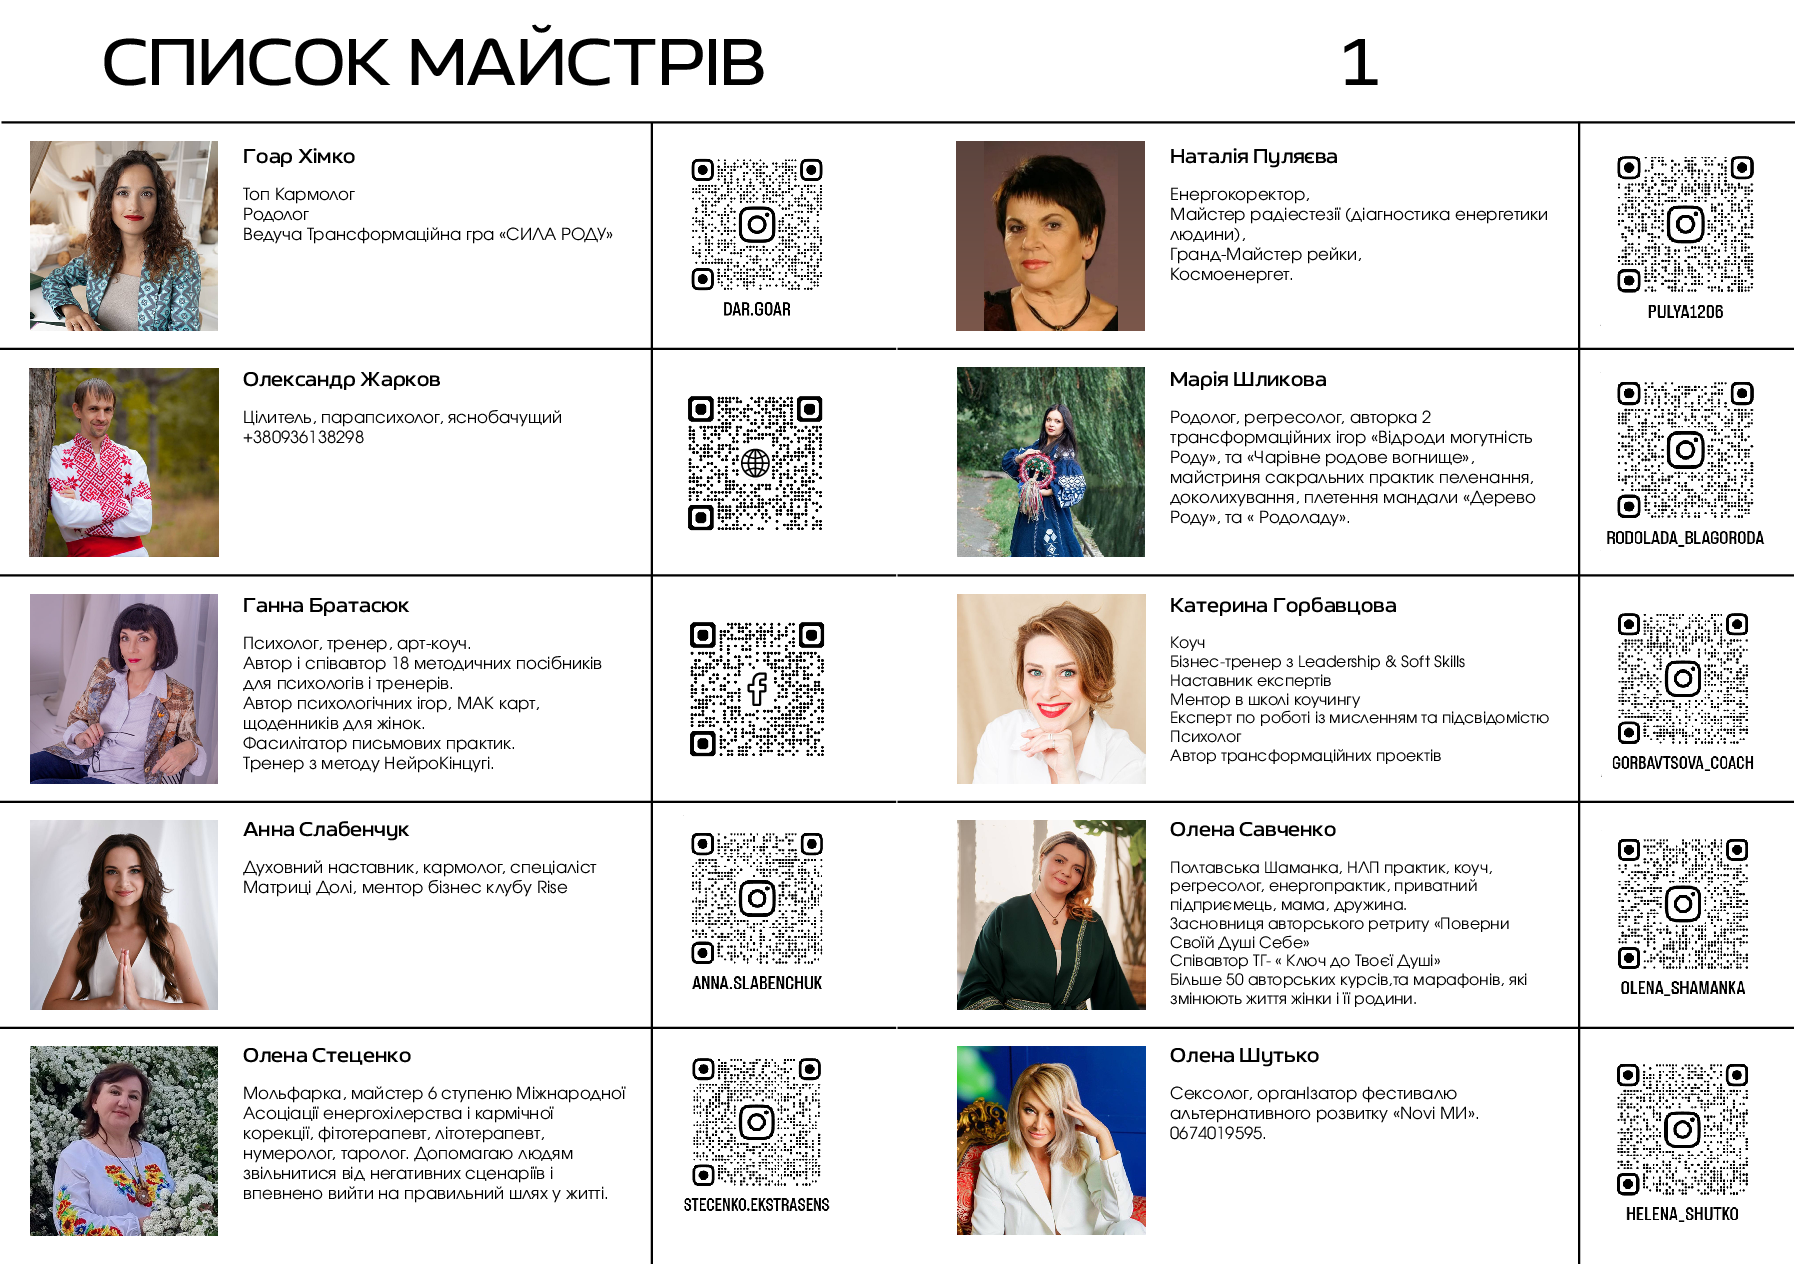 СПИСОК МАЙСТРІВ
1
Гоар Хімко
Топ Кармолог
Родолог
Ведуча Трансформаційна гра «СИЛА РОДУ»
DAR.GOAR
Наталія Пуляєва
Енергокоректор,
Майстер радіестезії (діагностика енергетики
людини),
Гранд-Майстер рейки,
Космоенергет.
PULYA1206
Олександр Жарков
Цілитель, парапсихолог, яснобачущий
+380936138298
Марія Шликова
Родолог, регресолог, авторка 2
трансформаційних ігор «Відроди могутність
Роду», та «Чарівне родове вогнище»,
майстриня сакральних практик пеленання,
доколихування, плетення мандали «Дерево
Роду», та « Родоладу».
RODOLADA_BLAGORODA
Ганна Братасюк
Психолог, тренер, арт-коуч.
Автор і співавтор 18 методичних посібників
для психологів і тренерів.
Автор психологічних ігор, МАК карт,
щоденників для жінок.
Фасилітатор письмових практик.
Тренер з методу НейроКінцугі.
Катерина Горбавцова
Коуч
Бізнес-тренер з Leadership & Soft Skills
Наставник експертів
Ментор в школі коучингу
Експерт по роботі із мисленням та підсвідомістю
Психолог
Автор трансформаційних проектів
GORBAVTSOVA_COACH
Анна Слабенчук
Духовний наставник, кармолог, спеціаліст
Матриці Долі, ментор бізнес клубу Rise
ANNA.SLABENCHUK
Олена Савченко
Полтавська Шаманка, НЛП практик, коуч,
регресолог, енергопрактик, приватний
підприємець, мама, дружина.
Засновниця авторського ретриту «Поверни
Своїй Душі Себе»
Співавтор ТГ- « Ключ до Твоєї Душі»
Більше 50 авторських курсів,та марафонів, які
змінюють життя жінки і її родини.
OLENA_SHAMANKA
Олена Стеценко
Мольфарка, майстер 6 ступеню Міжнародної
Асоціації енергохілерства і кармічної
корекції, фітотерапевт, літотерапевт,
нумеролог, таролог. Допомагаю людям
звільнитися від негативних сценаріїв і
впевнено вийти на правильний шлях у житті.
STECENKO.EKSTRASENS
Олена Шутько
Сексолог, органІзатор фестивалю
альтернативного розвитку «Novi МИ».
0674019595.
HELENA_SHUTKO